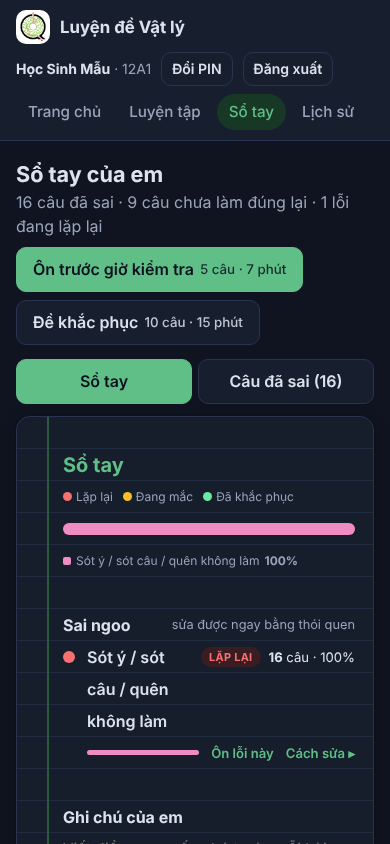 Luyện đề Vật lý
Học Sinh Mẫu · 12A1 Đổi PIN Đăng xuất
Trang chủ Luyện tập Sổ tay Lịch sử
Sổ tay của em
16 câu đã sai · 9 câu chưa làm đúng lại · 1 lỗi
đang lặp lại
Ôn trước giờ kiểm tra 5 câu · 7 phút
Đề khắc phục 10 câu · 15 phút
Sổ tay Câu đã sai (16)
Sổ tay
Lặp lại Đang mắc Đã khắc phục
Sót ý / sót câu / quên không làm 100%
Sai ngoo sửa được ngay bằng thói quen
Sót ý / sót LẶP LẠI 16 câu · 100%
câu / quên
không làm
Ôn lỗi này Cách sửa ▸
Ghi chú của em